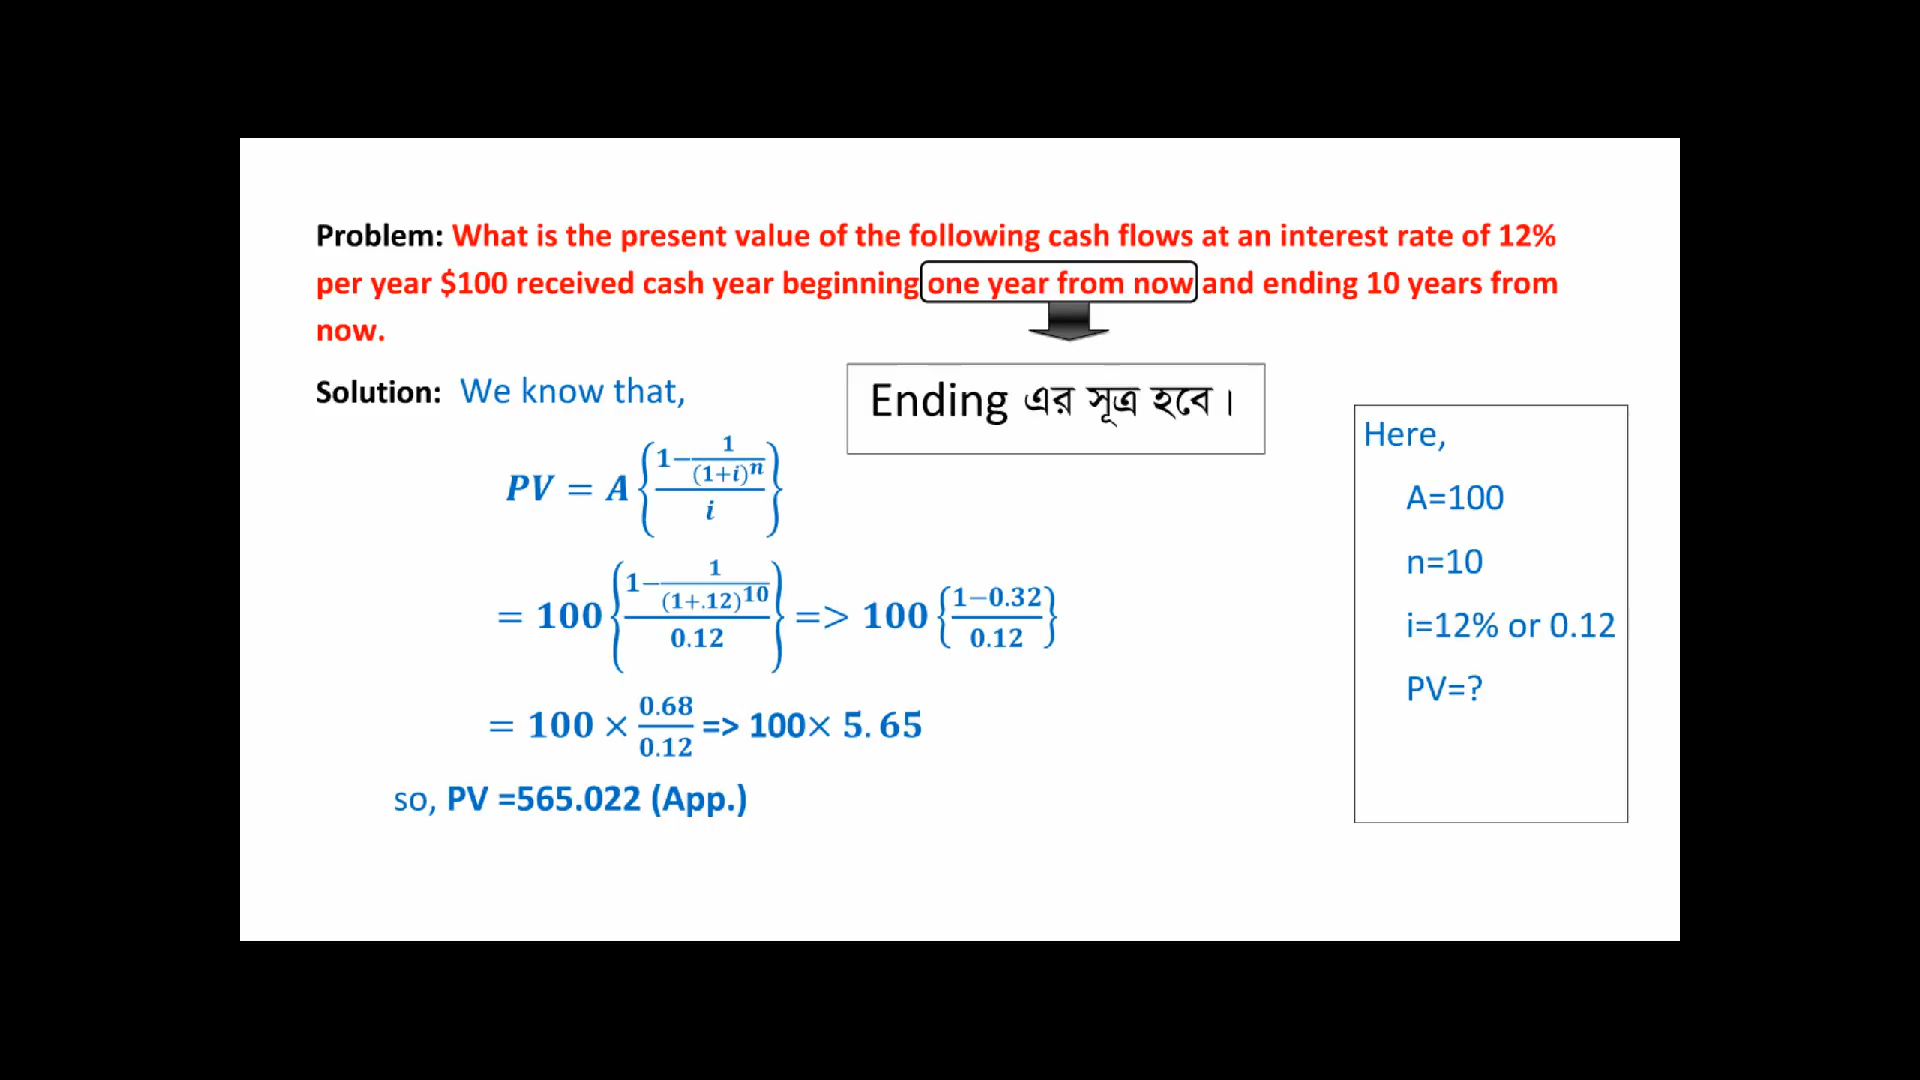 Problem: What is the present value of the following cash flows at an interest rate of 12%
per year $100 received cash year beginning one year from now and ending 10 years from
now.
Solution: We know that,
Ending এর সূত্র হবে।
PV = A {(1 - 1/(1+i)^n) / i}
= 100 {(1 - 1/(1+.12)^10) / 0.12} => 100 {(1-0.32) / 0.12}
= 100 × 0.68/0.12 => 100× 5.65
so, PV =565.022 (App.)
Here,
A=100
n=10
i=12% or 0.12
PV=?